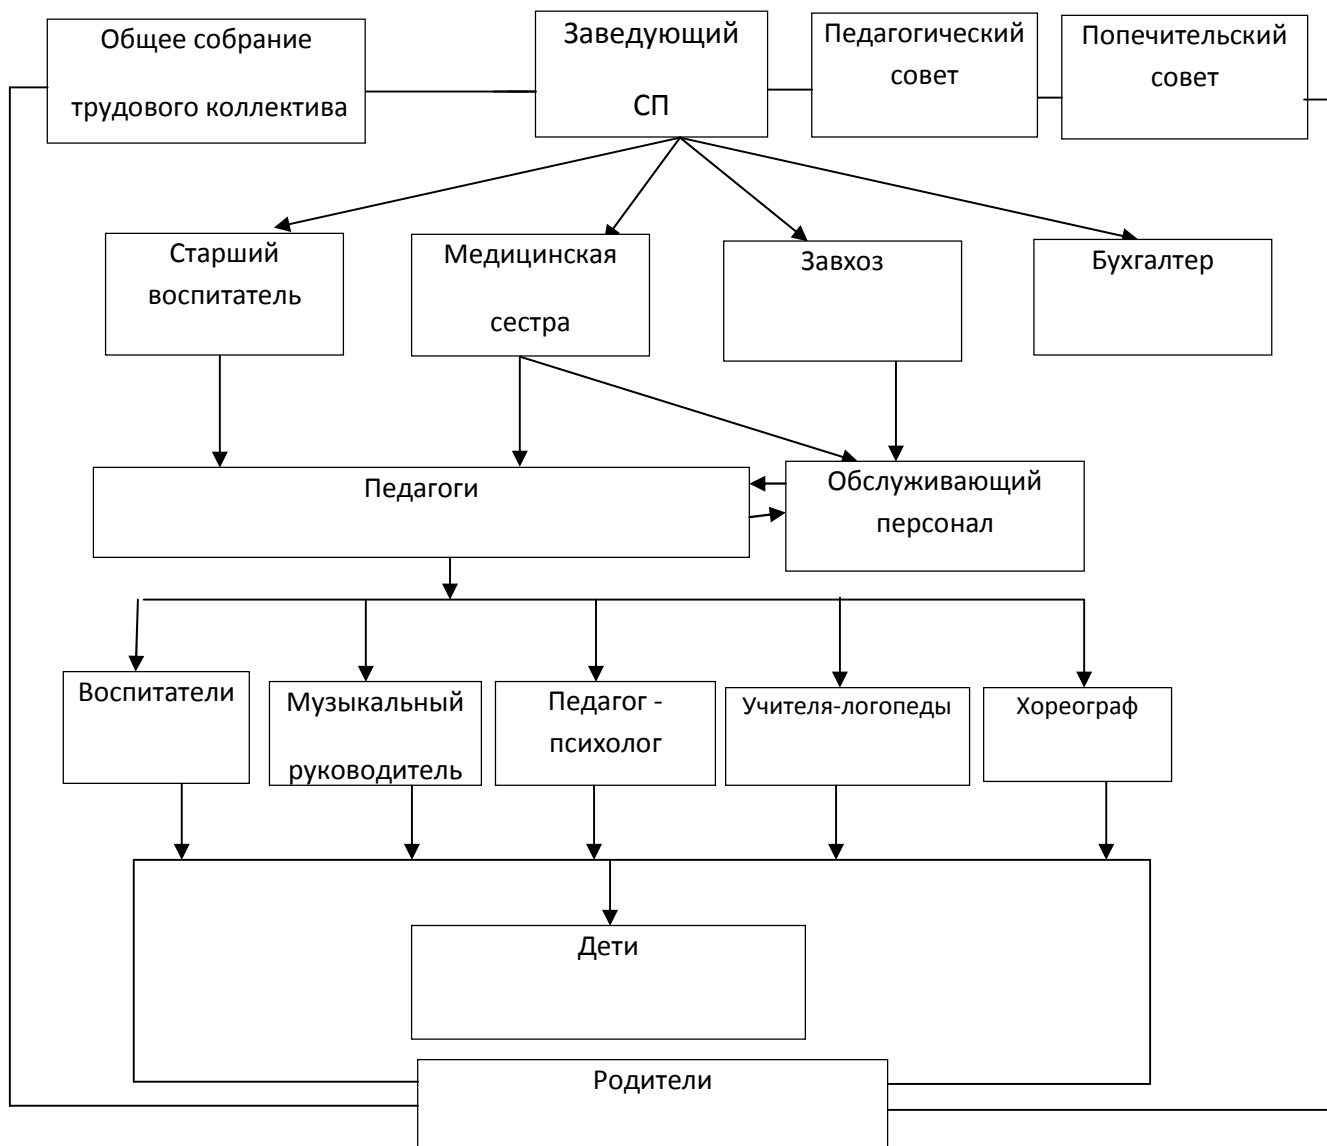 Общее собрание
трудового коллектива
Заведующий
СП
Педагогический
совет
Попечительский
совет
Старший
воспитатель
Медицинская
сестра
Завхоз
Бухгалтер
Педагоги
Обслуживающий
персонал
Воспитатели
Музыкальный
руководитель
Педагог -
психолог
Учителя-логопеды
Хореограф
Дети
Родители